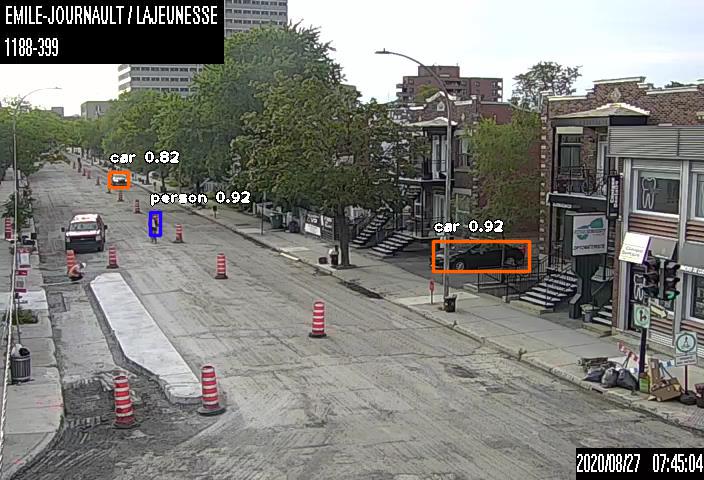 EMILE-JOURNAULT / LAJEUNESSE
1188-399
car 0.82
person 0.92
car 0.92
OPTOMETRISTE
2020/08/27 07:45:04